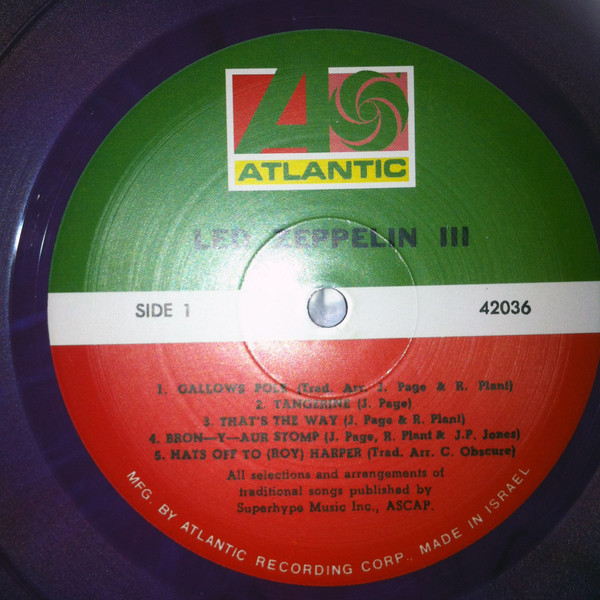 ATLANTIC
LED ZEPPELIN III
SIDE 1
42036
1. GALLOWS POLE (Trad. Arr. J. Page & R. Plant)
2. TANGERINE (J. Page)
3. THAT'S THE WAY (J. Page & R. Plant)
4. BRON—Y—AUR STOMP (J. Page, R. Plant & J.P. Jones)
5. HATS OFF TO (ROY) HARPER (Trad. Arr. C. Obscure)
All selections and arrangements of
traditional songs published by
Superhype Music Inc., ASCAP.
MFG. BY ATLANTIC RECORDING CORP., MADE IN ISRAEL